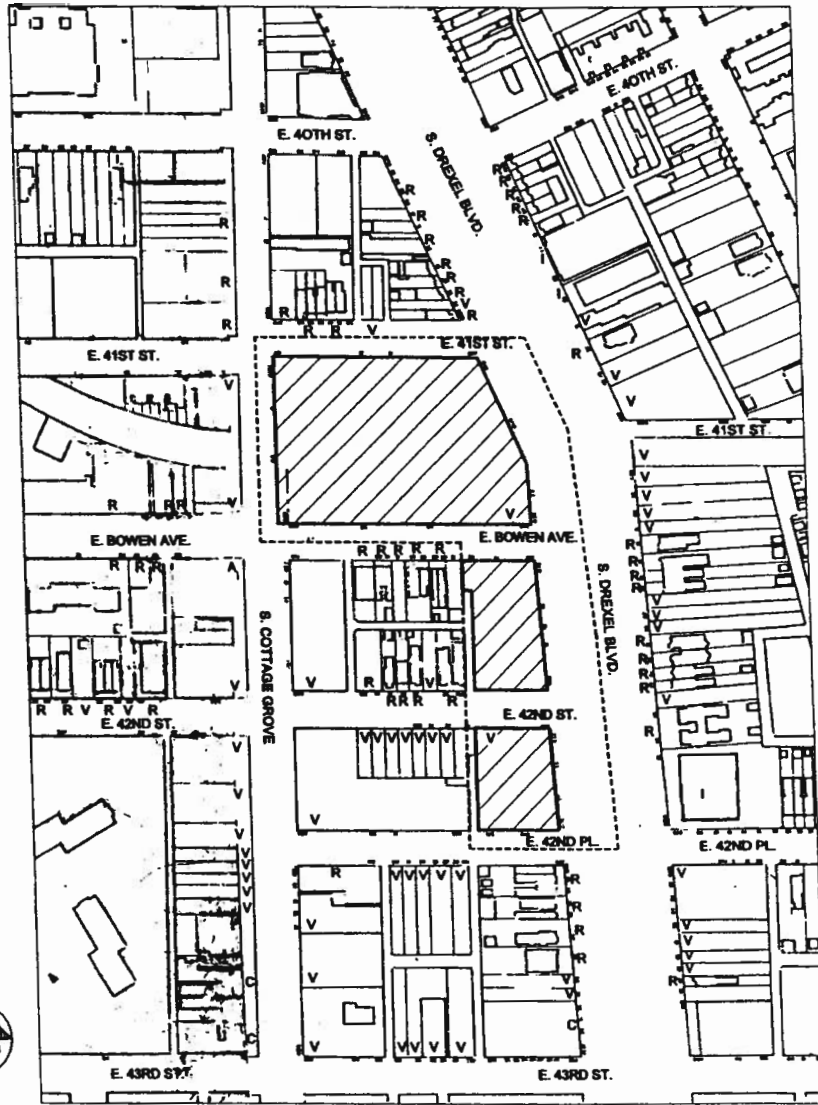 E. 40TH ST.
E. 40TH ST.
S. DREXEL BLVD.
R
R
R
R
R
R
R
R
R
R
R
R
R
R
V
R
R
R
V
V
R
V
V
E. 41ST ST.
E. 41ST ST.
E. 41ST ST.
V
R
R
R
V
R
R
R
V
V
V
V
V
V
E. BOWEN AVE.
E. BOWEN AVE.
R
R
R
A
R
R
R
R
R
R
R
R
R
V
V
V
V
S. COTTAGE GROVE
S. DREXEL BLVD.
C
C
V
V
R
V
R
R
R
R
R
R
R
V
R
R
V
R
V
R
E. 42ND ST.
E. 42ND ST.
V
V
V
V
V
V
V
V
V
R
I
V
V
V
E. 42ND PL.
E. 42ND PL.
V
V
V
V
V
R
V
V
V
V
V
R
R
R
R
V
V
V
V
V
V
V
R
C
V
V
C
C
V
V
V
V
V
E. 43RD ST.
E. 43RD ST.